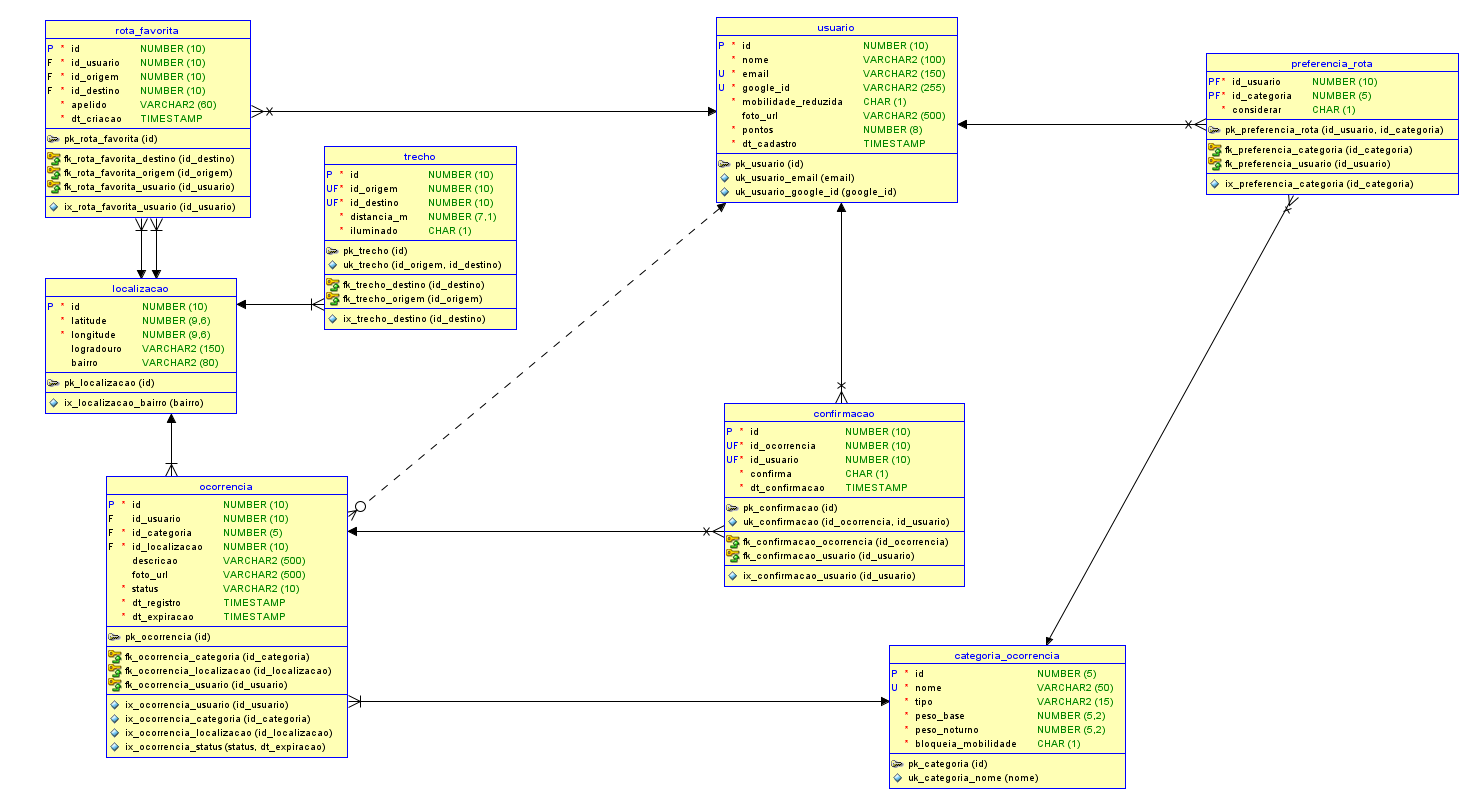 rota_favorita
P * id NUMBER (10)
F * id_usuario NUMBER (10)
F * id_origem NUMBER (10)
F * id_destino NUMBER (10)
* apelido VARCHAR2 (60)
* dt_criacao TIMESTAMP
pk_rota_favorita (id)
fk_rota_favorita_destino (id_destino)
fk_rota_favorita_origem (id_origem)
fk_rota_favorita_usuario (id_usuario)
ix_rota_favorita_usuario (id_usuario)
usuario
P * id NUMBER (10)
* nome VARCHAR2 (100)
U * email VARCHAR2 (150)
U * google_id VARCHAR2 (255)
* mobilidade_reduzida CHAR (1)
foto_url VARCHAR2 (500)
* pontos NUMBER (8)
* dt_cadastro TIMESTAMP
pk_usuario (id)
uk_usuario_email (email)
uk_usuario_google_id (google_id)
preferencia_rota
PF* id_usuario NUMBER (10)
PF* id_categoria NUMBER (5)
* considerar CHAR (1)
pk_preferencia_rota (id_usuario, id_categoria)
fk_preferencia_categoria (id_categoria)
fk_preferencia_usuario (id_usuario)
ix_preferencia_categoria (id_categoria)
trecho
P * id NUMBER (10)
UF* id_origem NUMBER (10)
UF* id_destino NUMBER (10)
* distancia_m NUMBER (7,1)
* iluminado CHAR (1)
pk_trecho (id)
uk_trecho (id_origem, id_destino)
fk_trecho_destino (id_destino)
fk_trecho_origem (id_origem)
ix_trecho_destino (id_destino)
localizacao
P * id NUMBER (10)
* latitude NUMBER (9,6)
* longitude NUMBER (9,6)
logradouro VARCHAR2 (150)
bairro VARCHAR2 (80)
pk_localizacao (id)
ix_localizacao_bairro (bairro)
confirmacao
P * id NUMBER (10)
UF* id_ocorrencia NUMBER (10)
UF* id_usuario NUMBER (10)
* confirma CHAR (1)
* dt_confirmacao TIMESTAMP
pk_confirmacao (id)
uk_confirmacao (id_ocorrencia, id_usuario)
fk_confirmacao_ocorrencia (id_ocorrencia)
fk_confirmacao_usuario (id_usuario)
ix_confirmacao_usuario (id_usuario)
ocorrencia
P * id NUMBER (10)
F id_usuario NUMBER (10)
F * id_categoria NUMBER (5)
F * id_localizacao NUMBER (10)
descricao VARCHAR2 (500)
foto_url VARCHAR2 (500)
* status VARCHAR2 (10)
* dt_registro TIMESTAMP
* dt_expiracao TIMESTAMP
pk_ocorrencia (id)
fk_ocorrencia_categoria (id_categoria)
fk_ocorrencia_localizacao (id_localizacao)
fk_ocorrencia_usuario (id_usuario)
ix_ocorrencia_usuario (id_usuario)
ix_ocorrencia_categoria (id_categoria)
ix_ocorrencia_localizacao (id_localizacao)
ix_ocorrencia_status (status, dt_expiracao)
categoria_ocorrencia
P * id NUMBER (5)
U * nome VARCHAR2 (50)
* tipo VARCHAR2 (15)
* peso_base NUMBER (5,2)
* peso_noturno NUMBER (5,2)
* bloqueia_mobilidade CHAR (1)
pk_categoria (id)
uk_categoria_nome (nome)